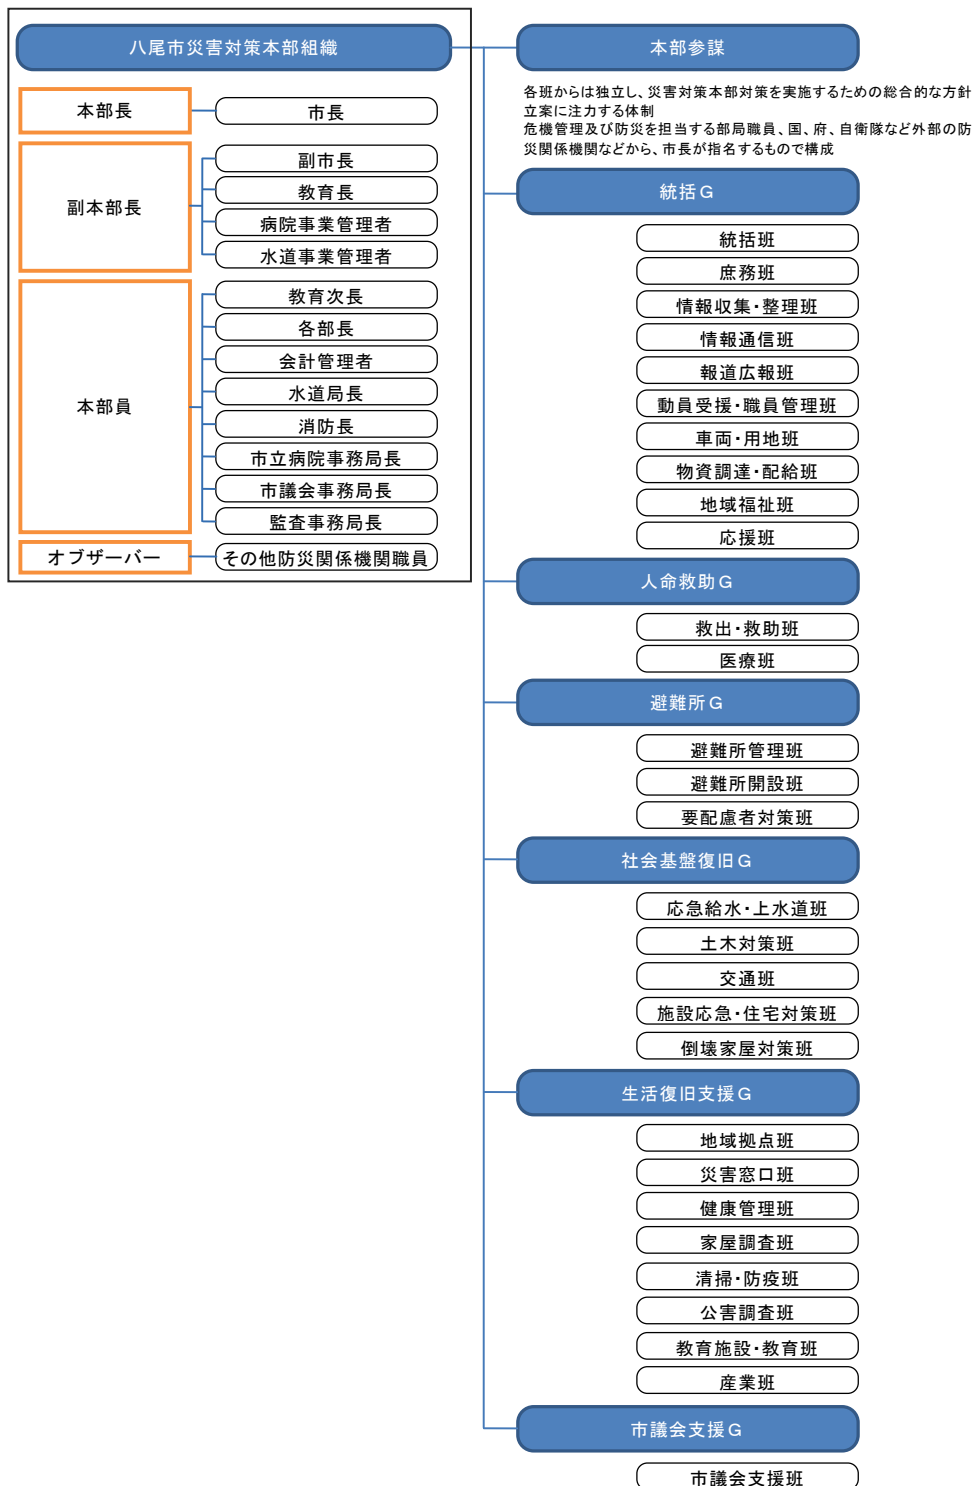 八尾市災害対策本部組織
本部長
市長
副本部長
副市長
教育長
病院事業管理者
水道事業管理者
本部員
教育次長
各部長
会計管理者
水道局長
消防長
市立病院事務局長
市議会事務局長
監査事務局長
オブザーバー
その他防災関係機関職員
本部参謀
各班からは独立し、災害対策本部対策を実施するための総合的な方針
立案に注力する体制
危機管理及び防災を担当する部局職員、国、府、自衛隊など外部の防
災関係機関などから、市長が指名するもので構成
統括G
統括班
庶務班
情報収集・整理班
情報通信班
報道広報班
動員受援・職員管理班
車両・用地班
物資調達・配給班
地域福祉班
応援班
人命救助G
救出・救助班
医療班
避難所G
避難所管理班
避難所開設班
要配慮者対策班
社会基盤復旧G
応急給水・上水道班
土木対策班
交通班
施設応急・住宅対策班
倒壊家屋対策班
生活復旧支援G
地域拠点班
災害窓口班
健康管理班
家屋調査班
清掃・防疫班
公害調査班
教育施設・教育班
産業班
市議会支援G
市議会支援班